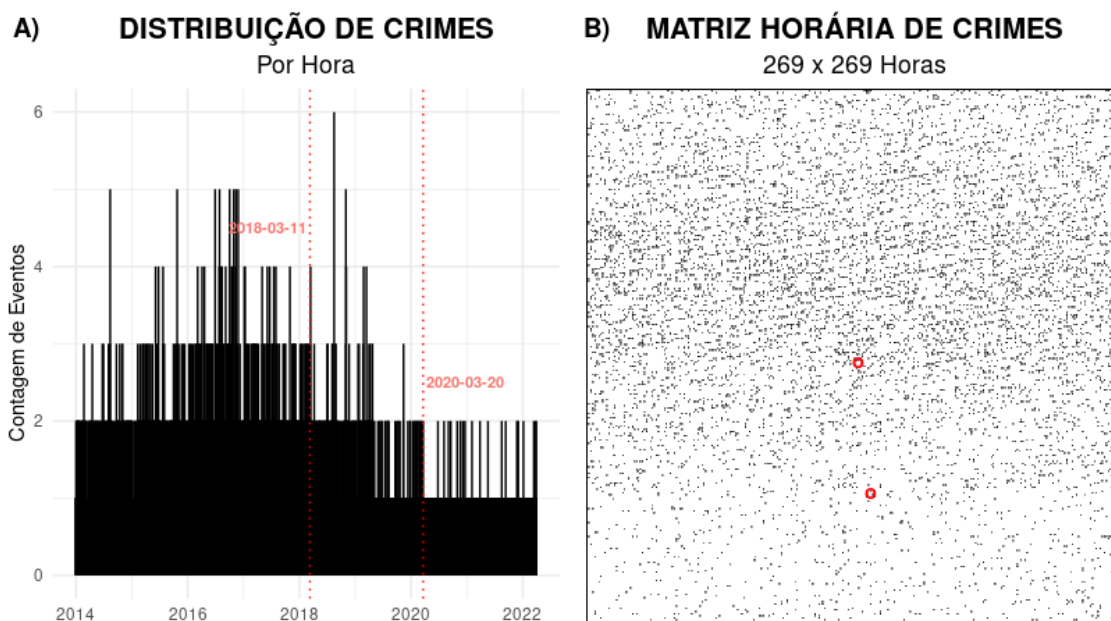 A) DISTRIBUIÇÃO DE CRIMES
Por Hora
6
4
2
0
Contagem de Eventos
2018-03-11
2020-03-20
2014 2016 2018 2020 2022
B) MATRIZ HORÁRIA DE CRIMES
269 x 269 Horas